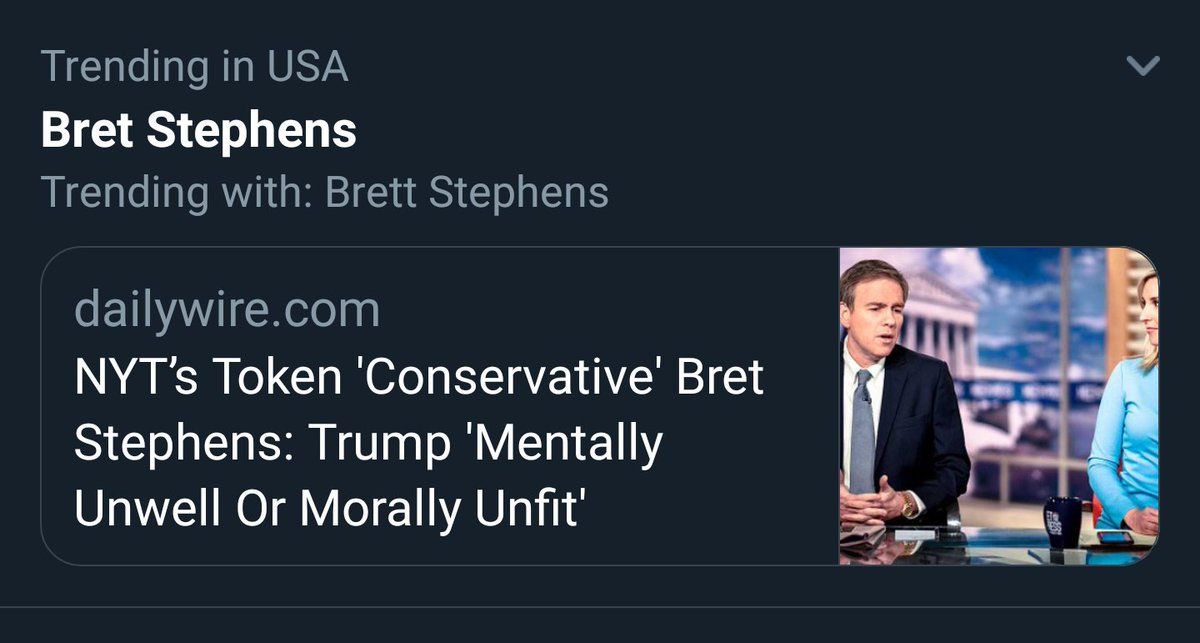 Trending in USA
Bret Stephens
Trending with: Brett Stephens
dailywire.com
NYT’s Token 'Conservative' Bret
Stephens: Trump 'Mentally
Unwell Or Morally Unfit'